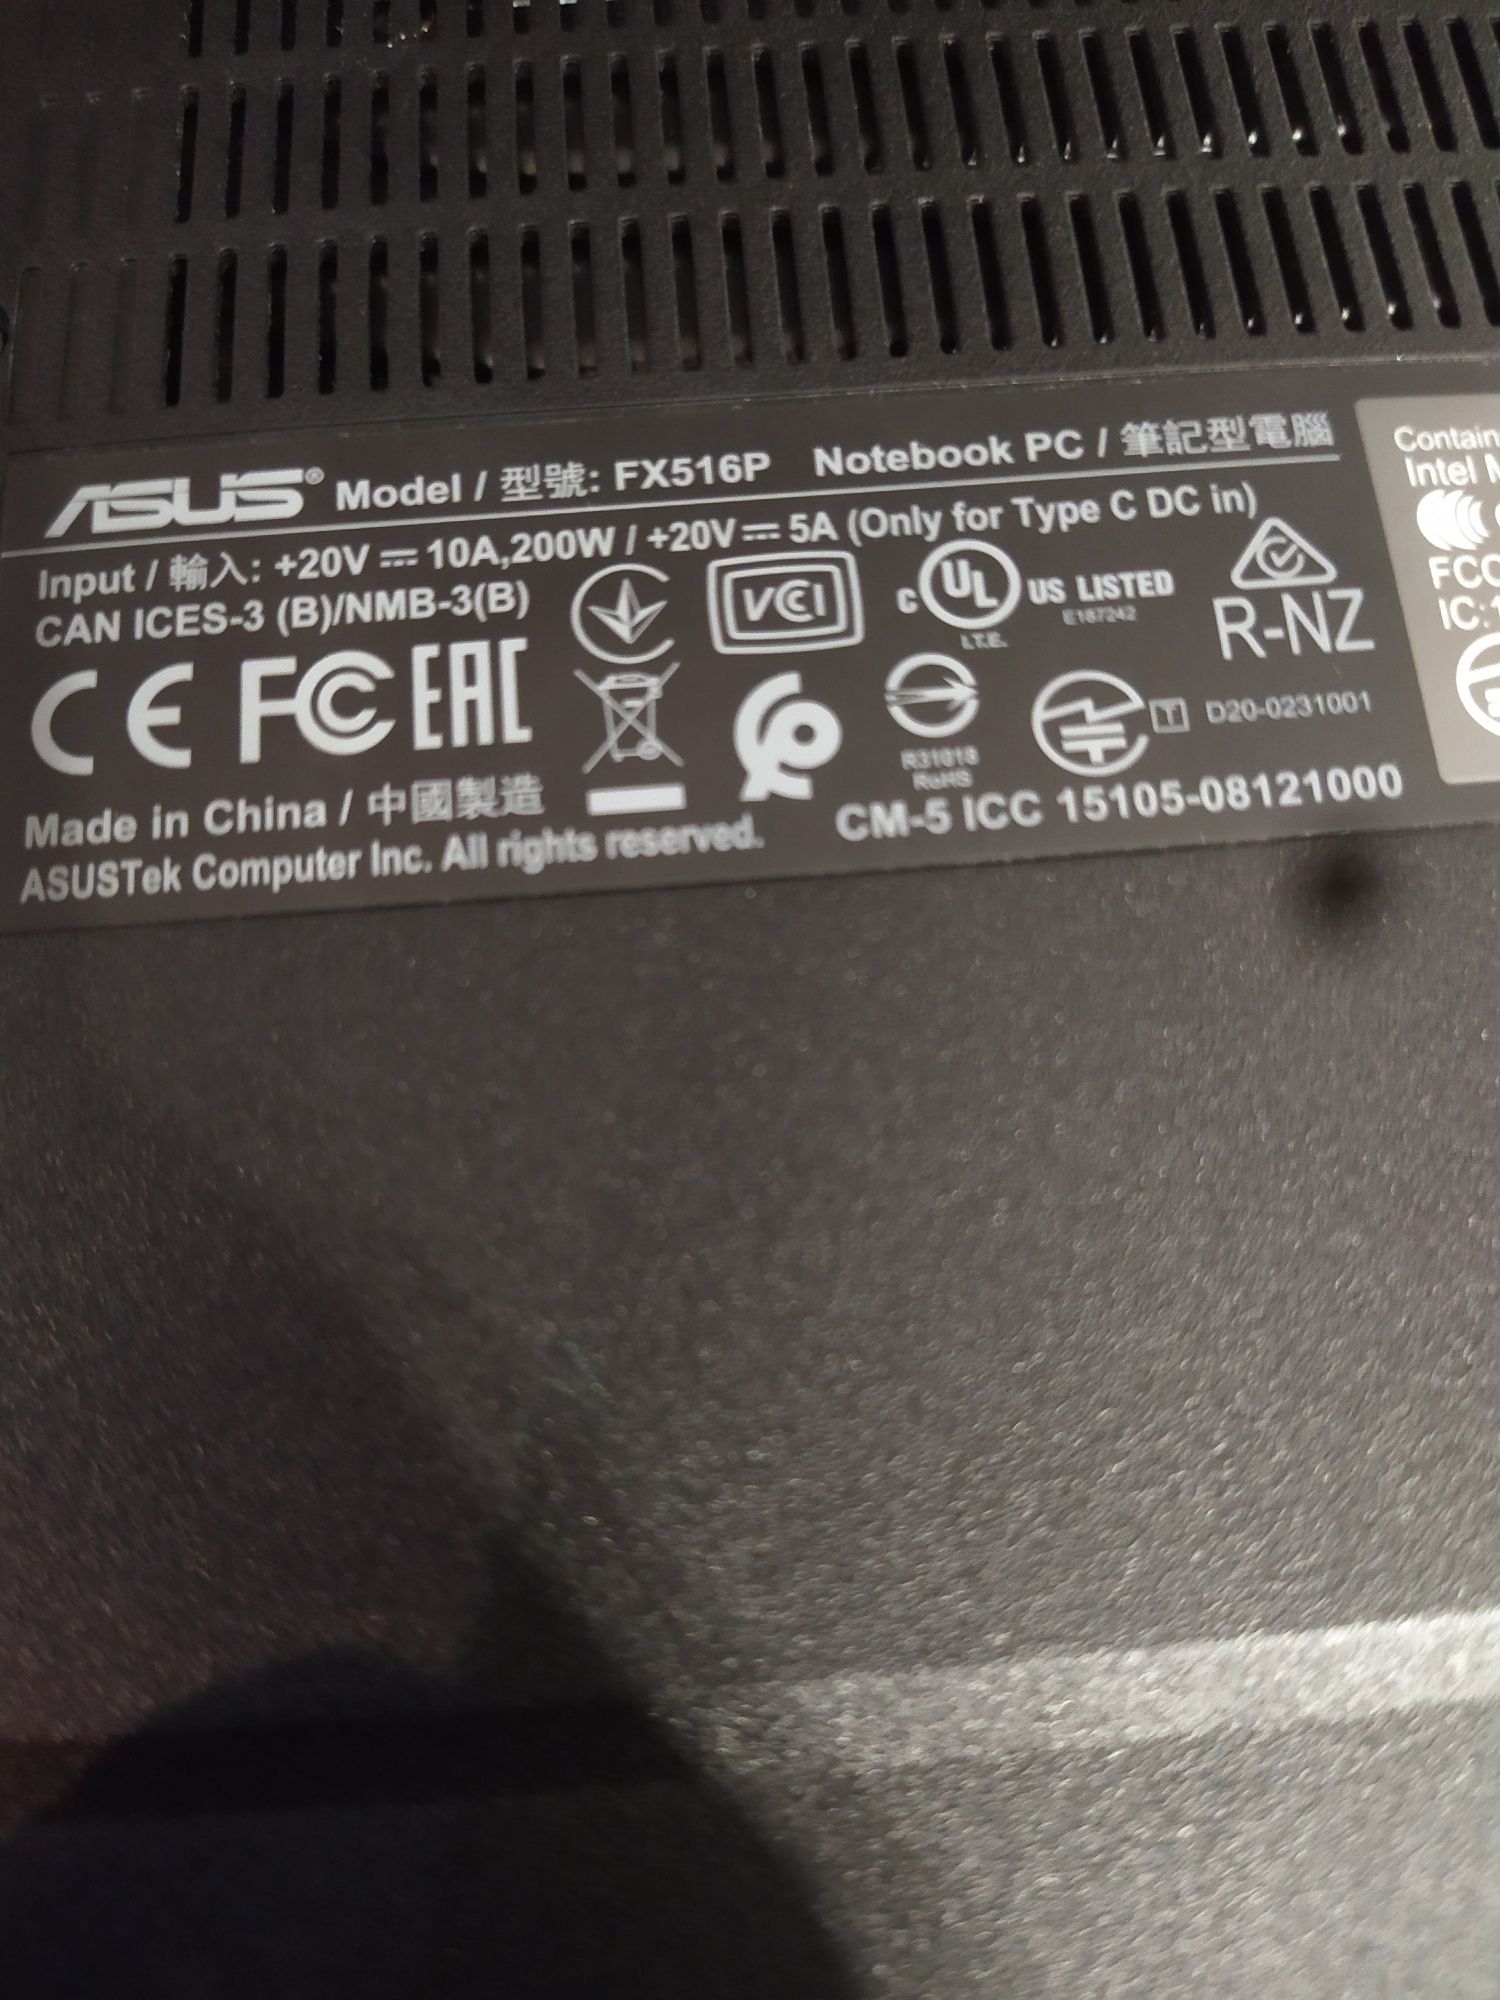 ASUS® Model / 型號: FX516P Notebook PC / 筆記型電腦
Input / 輸入: +20V ⎓ 10A,200W / +20V ⎓ 5A (Only for Type C DC in)
CAN ICES-3 (B)/NMB-3(B)
VCI
C UL US LISTED
I.T.E.
E187242
R-NZ
CE FC EAC
R31018
RoHS
T D20-0231001
Made in China / 中國製造
CM-5 ICC 15105-08121000
ASUSTek Computer Inc. All rights reserved.
Contain
Intel
FCC
IC: